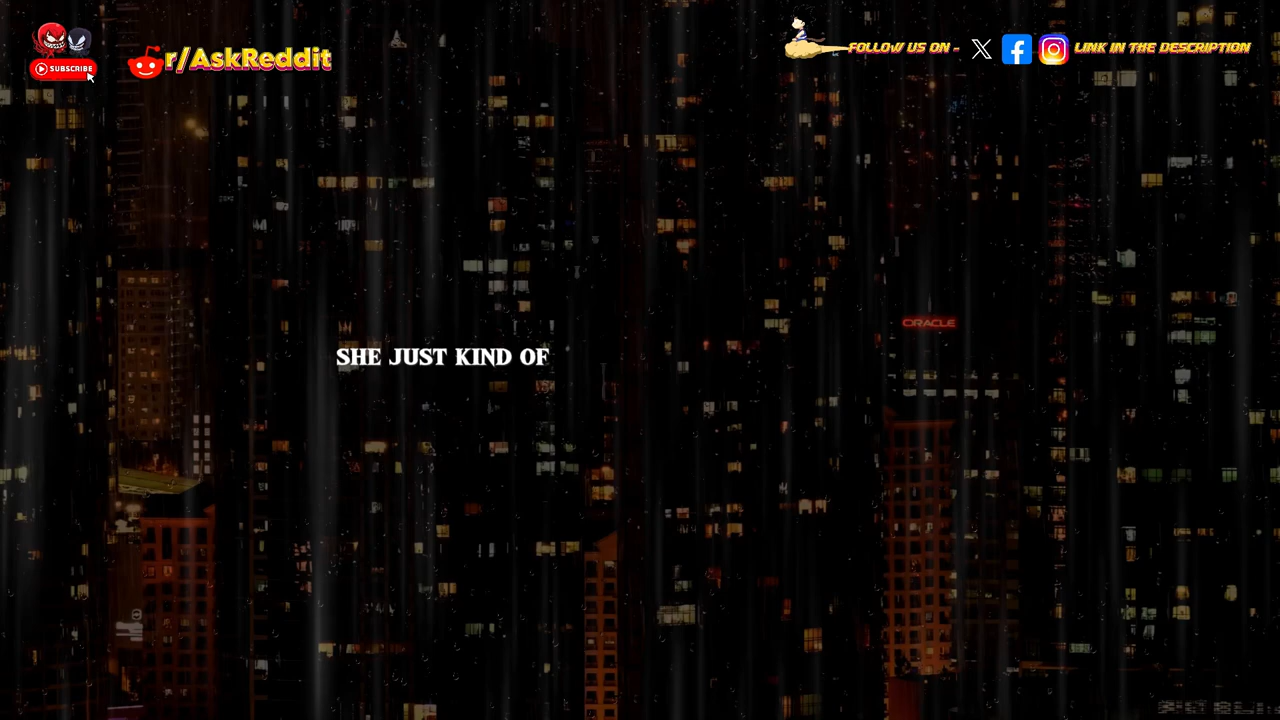 SUBSCRIBE
r/AskReddit
FOLLOW US ON -
LINK IN THE DESCRIPTION
ORACLE
SHE JUST KIND OF